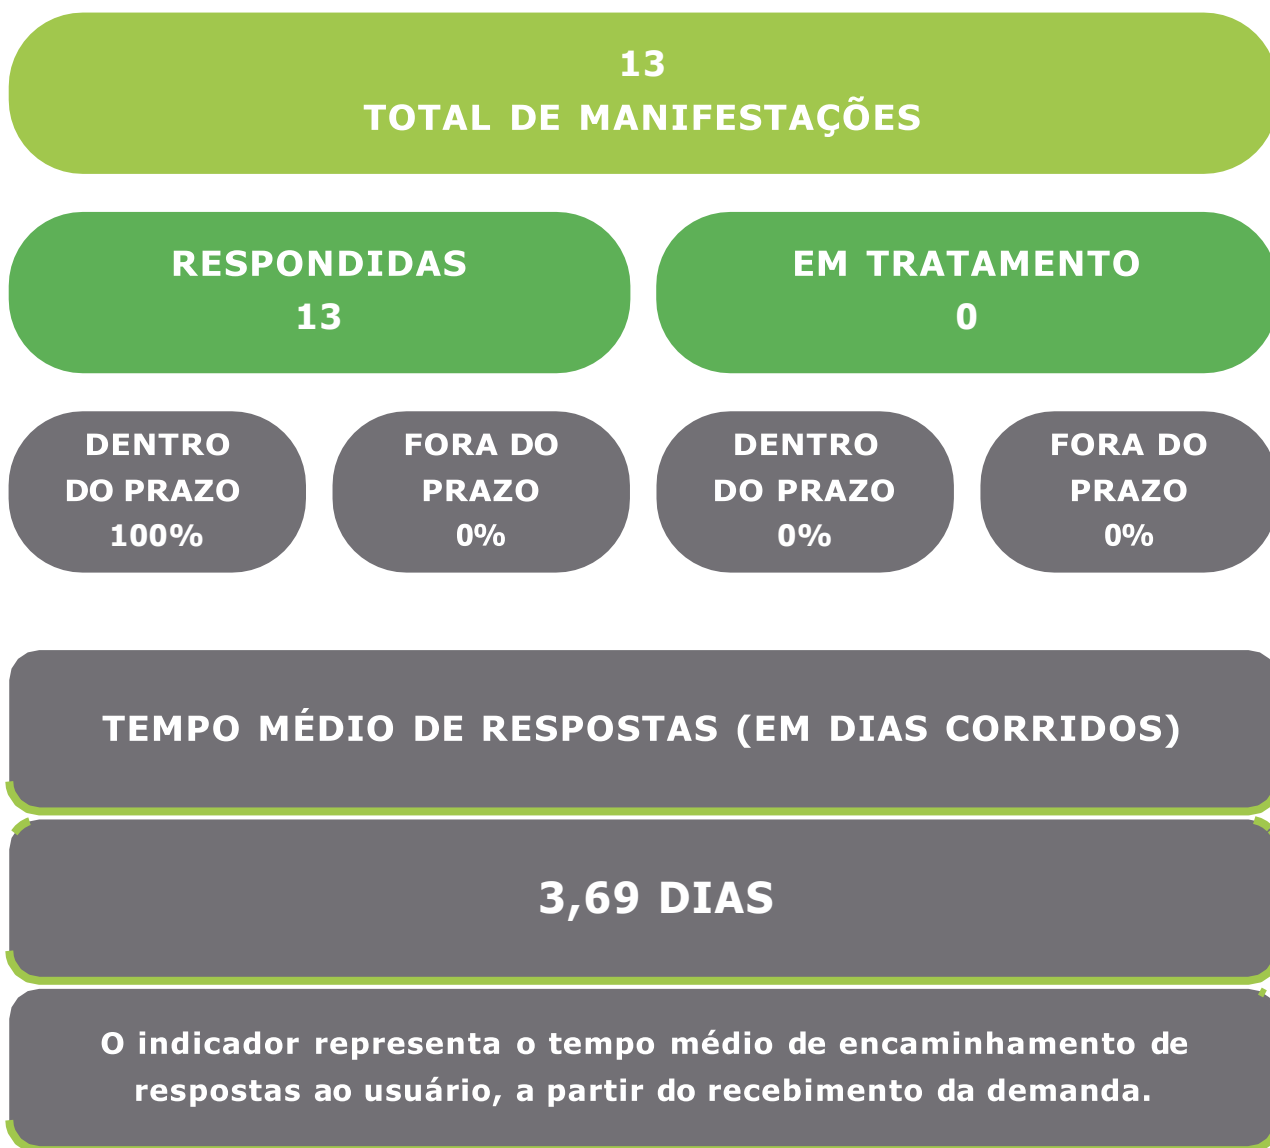 13
TOTAL DE MANIFESTAÇÕES
RESPONDIDAS
13
EM TRATAMENTO
0
DENTRO
DO PRAZO
100%
FORA DO
PRAZO
0%
DENTRO
DO PRAZO
0%
FORA DO
PRAZO
0%
TEMPO MÉDIO DE RESPOSTAS (EM DIAS CORRIDOS)
3,69 DIAS
O indicador representa o tempo médio de encaminhamento de
respostas ao usuário, a partir do recebimento da demanda.